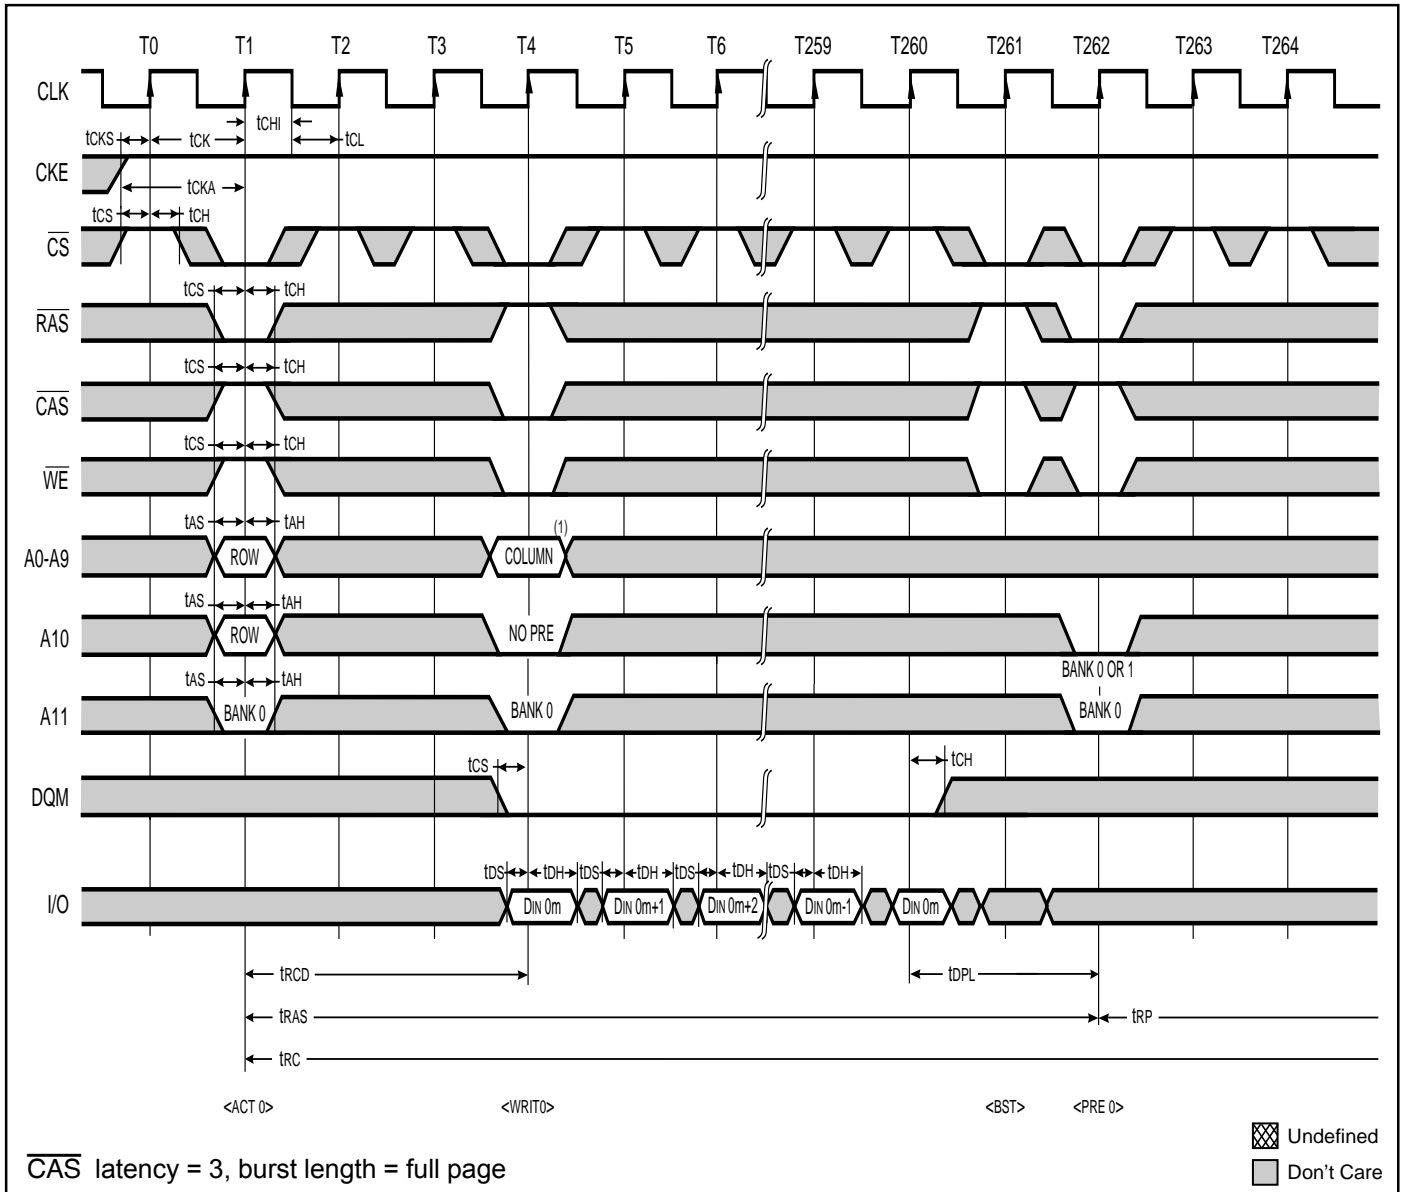 T0 T1 T2 T3 T4 T5 T6 T259 T260 T261 T262 T263 T264
CLK
tCHI
tCKS tCK tCL
CKE
tCKA
tCS tCH
CS
tCS tCH
RAS
tCS tCH
CAS
tCS tCH
WE
tAS tAH (1)
A0-A9 ROW COLUMN
tAS tAH
A10 ROW NO PRE
BANK 0 OR 1
tAS tAH
A11 BANK 0 BANK 0 BANK 0
tCS tCH
DQM
tDS tDH tDS tDH tDS tDH tDS tDH
I/O DIN 0m DIN 0m+1 DIN 0m+2 DIN 0m-1 DIN 0m
tRCD tDPL
tRAS tRP
tRC
<ACT 0> <WRIT0> <BST> <PRE 0>
Undefined
CAS latency = 3, burst length = full page
Don't Care